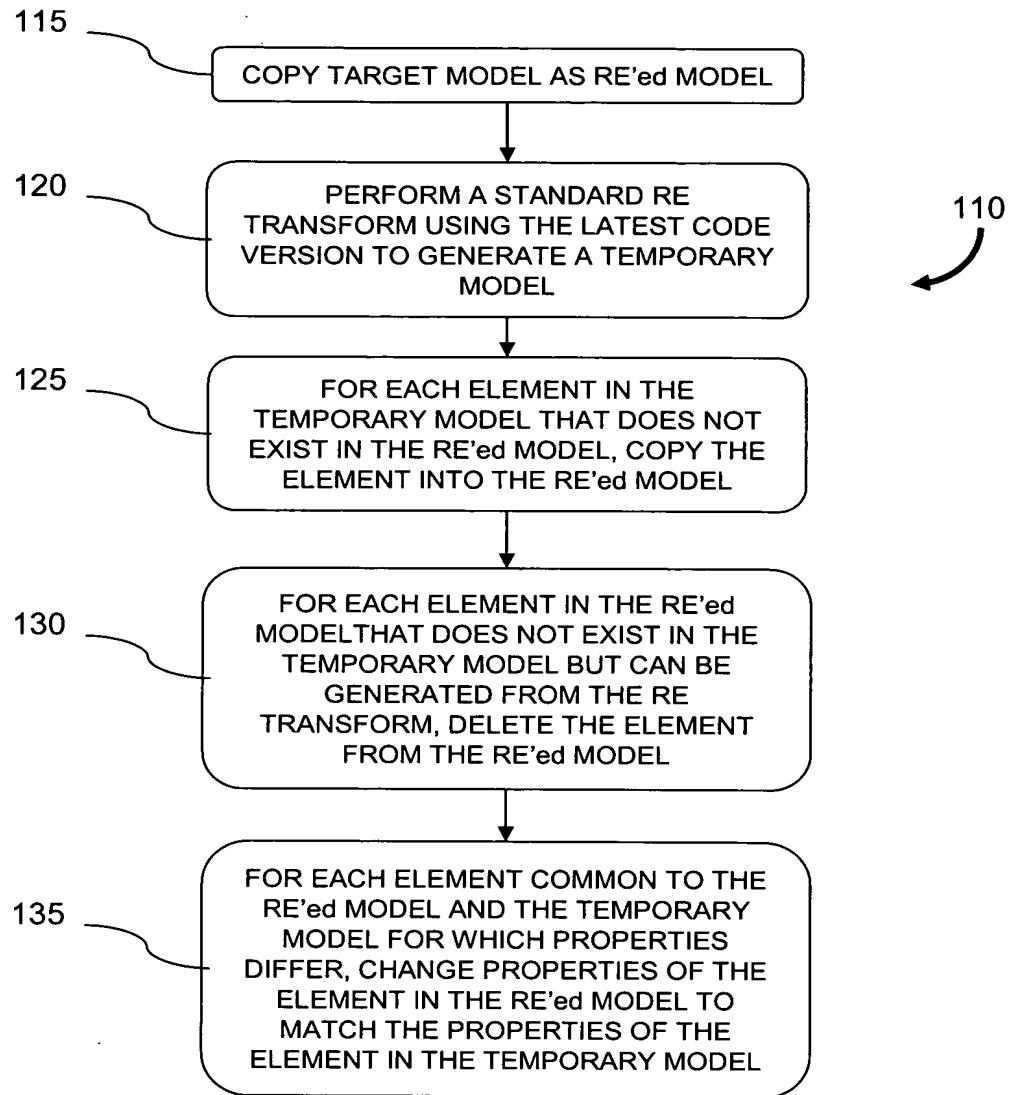 115
COPY TARGET MODEL AS RE'ed MODEL
120
PERFORM A STANDARD RE
TRANSFORM USING THE LATEST CODE
VERSION TO GENERATE A TEMPORARY
MODEL
110
125
FOR EACH ELEMENT IN THE
TEMPORARY MODEL THAT DOES NOT
EXIST IN THE RE'ed MODEL, COPY THE
ELEMENT INTO THE RE'ed MODEL
130
FOR EACH ELEMENT IN THE RE'ed
MODELTHAT DOES NOT EXIST IN THE
TEMPORARY MODEL BUT CAN BE
GENERATED FROM THE RE
TRANSFORM, DELETE THE ELEMENT
FROM THE RE'ed MODEL
135
FOR EACH ELEMENT COMMON TO THE
RE'ed MODEL AND THE TEMPORARY
MODEL FOR WHICH PROPERTIES
DIFFER, CHANGE PROPERTIES OF THE
ELEMENT IN THE RE'ed MODEL TO
MATCH THE PROPERTIES OF THE
ELEMENT IN THE TEMPORARY MODEL